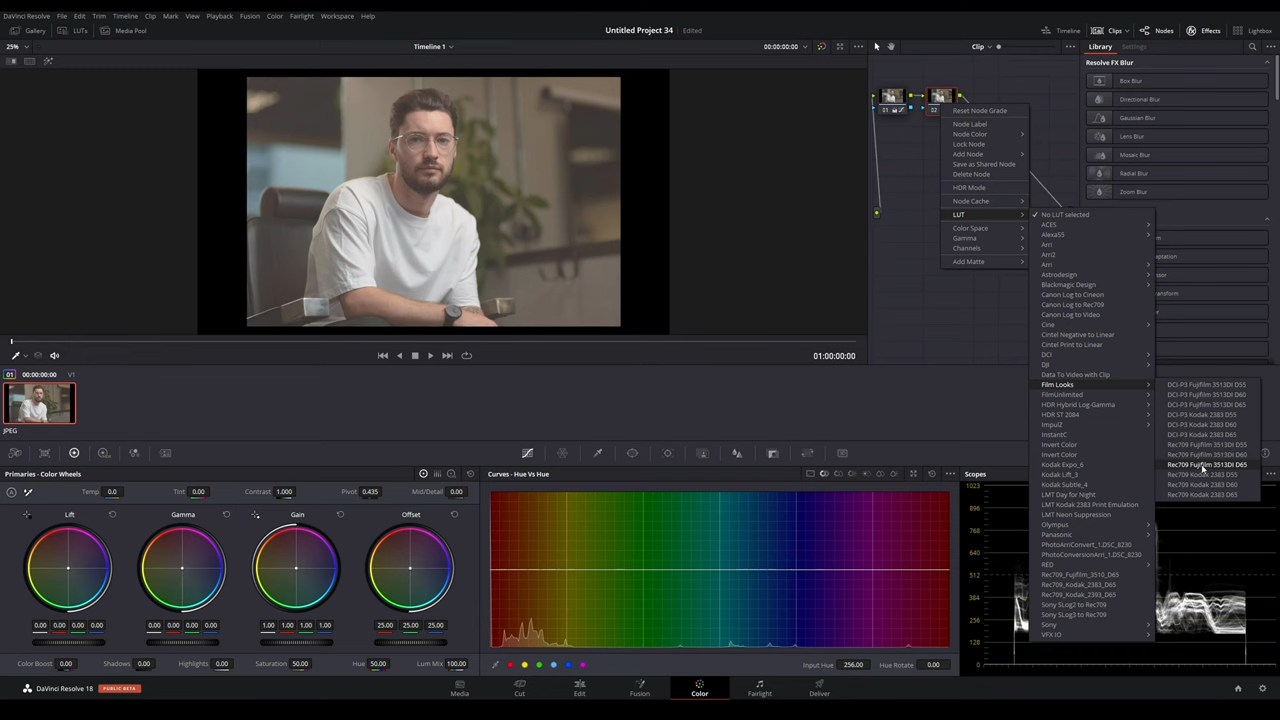 DaVinci Resolve File Edit Trim Timeline Clip Mark View Playback Fusion Color Fairlight Workspace Help
Gallery LUTs Media Pool
Untitled Project 34 Edited
Timeline Clips Nodes Effects Lightbox
25%
Timeline 1
00:00:00:00
Clip
Library Settings
Resolve FX Blur
Box Blur
Directional Blur
Gaussian Blur
Lens Blur
Mosaic Blur
Radial Blur
Zoom Blur
01
02
Reset Node Grade
Node Label
Node Color
Lock Node
Add Node
Save as Shared Node
Delete Node
HDR Mode
Node Cache
LUT
Color Space
Gamma
Channels
Add Matte
No LUT selected
ACES
AlexaS5
Arri
Arri2
Arri
Astrodesign
Blackmagic Design
Canon Log to Cineon
Canon Log to Rec709
Canon Log to Video
Cine
Cintel Negative to Linear
Cintel Print to Linear
DCI
DJI
Data To Video with Clip
Film Looks
FilmUnlimited
HDR Hybrid Log-Gamma
HDR ST 2084
ImpulZ
InstantC
Invert Color
Invert Color
Kodak Expo_6
Kodak Lift_3
Kodak Subtle_4
LMT Day for Night
LMT Kodak 2383 Print Emulation
LMT Neon Suppression
Olympus
Panasonic
PhotoArriConvert_1.DSC_8230
PhotoConversionArri_1.DSC_8230
RED
Rec709_Fujifilm_3510_D65
Rec709_Kodak_2383_D65
Rec709_Kodak_2393_D65
Sony SLog2 to Rec709
Sony SLog3 to Rec709
Sony
VFX IO
DCI-P3 Fujifilm 3513DI D55
DCI-P3 Fujifilm 3513DI D60
DCI-P3 Fujifilm 3513DI D65
DCI-P3 Kodak 2383 D55
DCI-P3 Kodak 2383 D60
DCI-P3 Kodak 2383 D65
Rec709 Fujifilm 3513DI D55
Rec709 Fujifilm 3513DI D60
Rec709 Fujifilm 3513DI D65
Rec709 Kodak 2383 D55
Rec709 Kodak 2383 D60
Rec709 Kodak 2383 D65
01:00:00:00
01 00:00:00:00 V1
JPEG
Primaries - Color Wheels
Temp 0.0 Tint 0.00 Contrast 1.000 Pivot 0.435 Mid/Detail 0.00
Lift Gamma Gain Offset
0.00 0.00 0.00 0.00
0.00 0.00 0.00 0.00
1.00 1.00 1.00 1.00
25.00 25.00 25.00
Color Boost 0.00 Shadows 0.00 Highlights 0.00 Saturation 50.00 Hue 50.00 Lum Mix 100.00
Curves - Hue Vs Hue
Input Hue 256.00 Hue Rotate 0.00
Scopes
1023
896
768
640
512
384
256
128
0
DaVinci Resolve 18 PUBLIC BETA
Media Cut Edit Fusion Color Fairlight Deliver